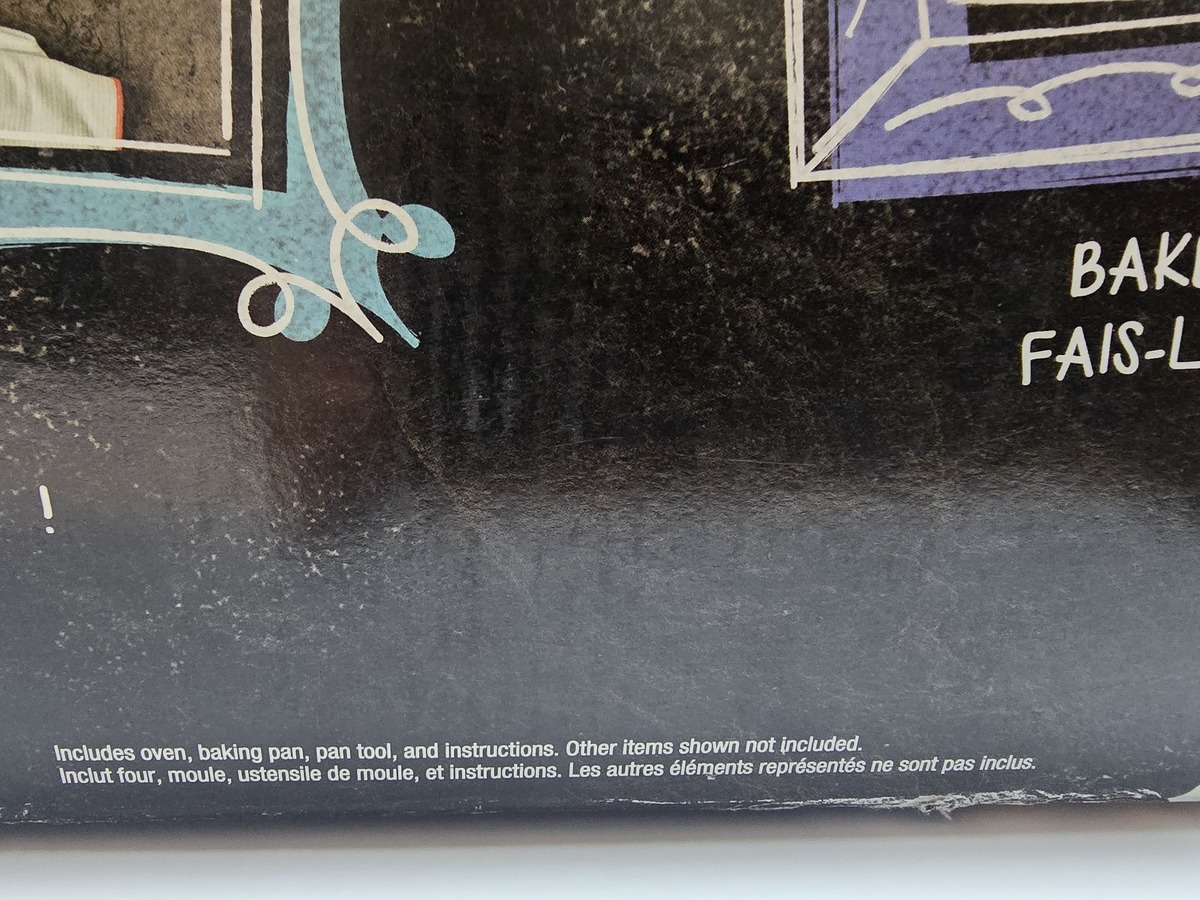 BAKE
FAIS-L
!
Includes oven, baking pan, pan tool, and instructions. Other items shown not included.
Inclut four, moule, ustensile de moule, et instructions. Les autres éléments représentés ne sont pas inclus.